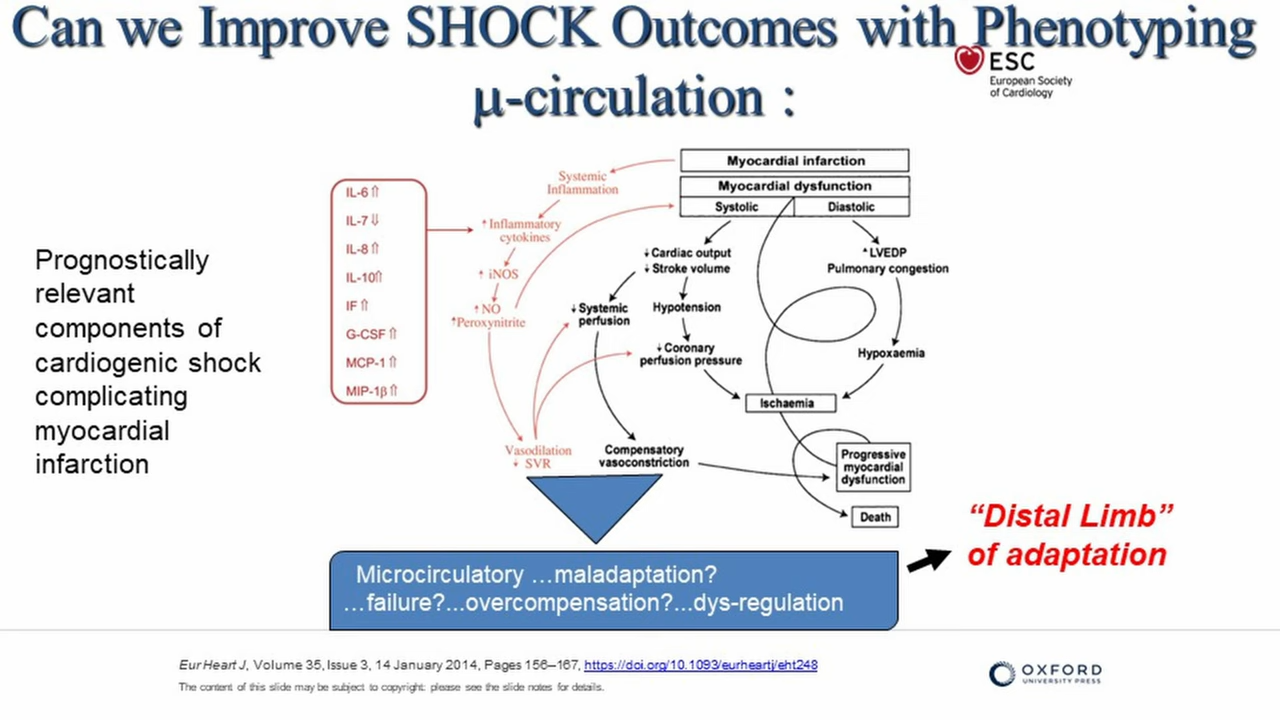 Can we Improve SHOCK Outcomes with Phenotyping
μ-circulation :
ESC
European Society
of Cardiology
Prognostically
relevant
components of
cardiogenic shock
complicating
myocardial
infarction
IL-6⇑
IL-7⇓
IL-8⇑
IL-10⇑
IF⇑
G-CSF⇑
MCP-1⇑
MIP-1β⇑
Systemic
Inflammation
↑Inflammatory
cytokines
↑ iNOS
↑NO
↑Peroxynitrite
Vasodilation
↓ SVR
Myocardial infarction
Myocardial dysfunction
Systolic
Diastolic
↓Cardiac output
↓Stroke volume
↓Systemic
perfusion
Hypotension
↓Coronary
perfusion pressure
↑LVEDP
Pulmonary congestion
Hypoxaemia
Ischaemia
Compensatory
vasoconstriction
Progressive
myocardial
dysfunction
Death
Microcirculatory …maladaptation?
…failure?...overcompensation?...dys-regulation
“Distal Limb”
of adaptation
Eur Heart J, Volume 35, Issue 3, 14 January 2014, Pages 156–167, https://doi.org/10.1093/eurheartj/eht248
The content of this slide may be subject to copyright: please see the slide notes for details.
OXFORD
UNIVERSITY PRESS